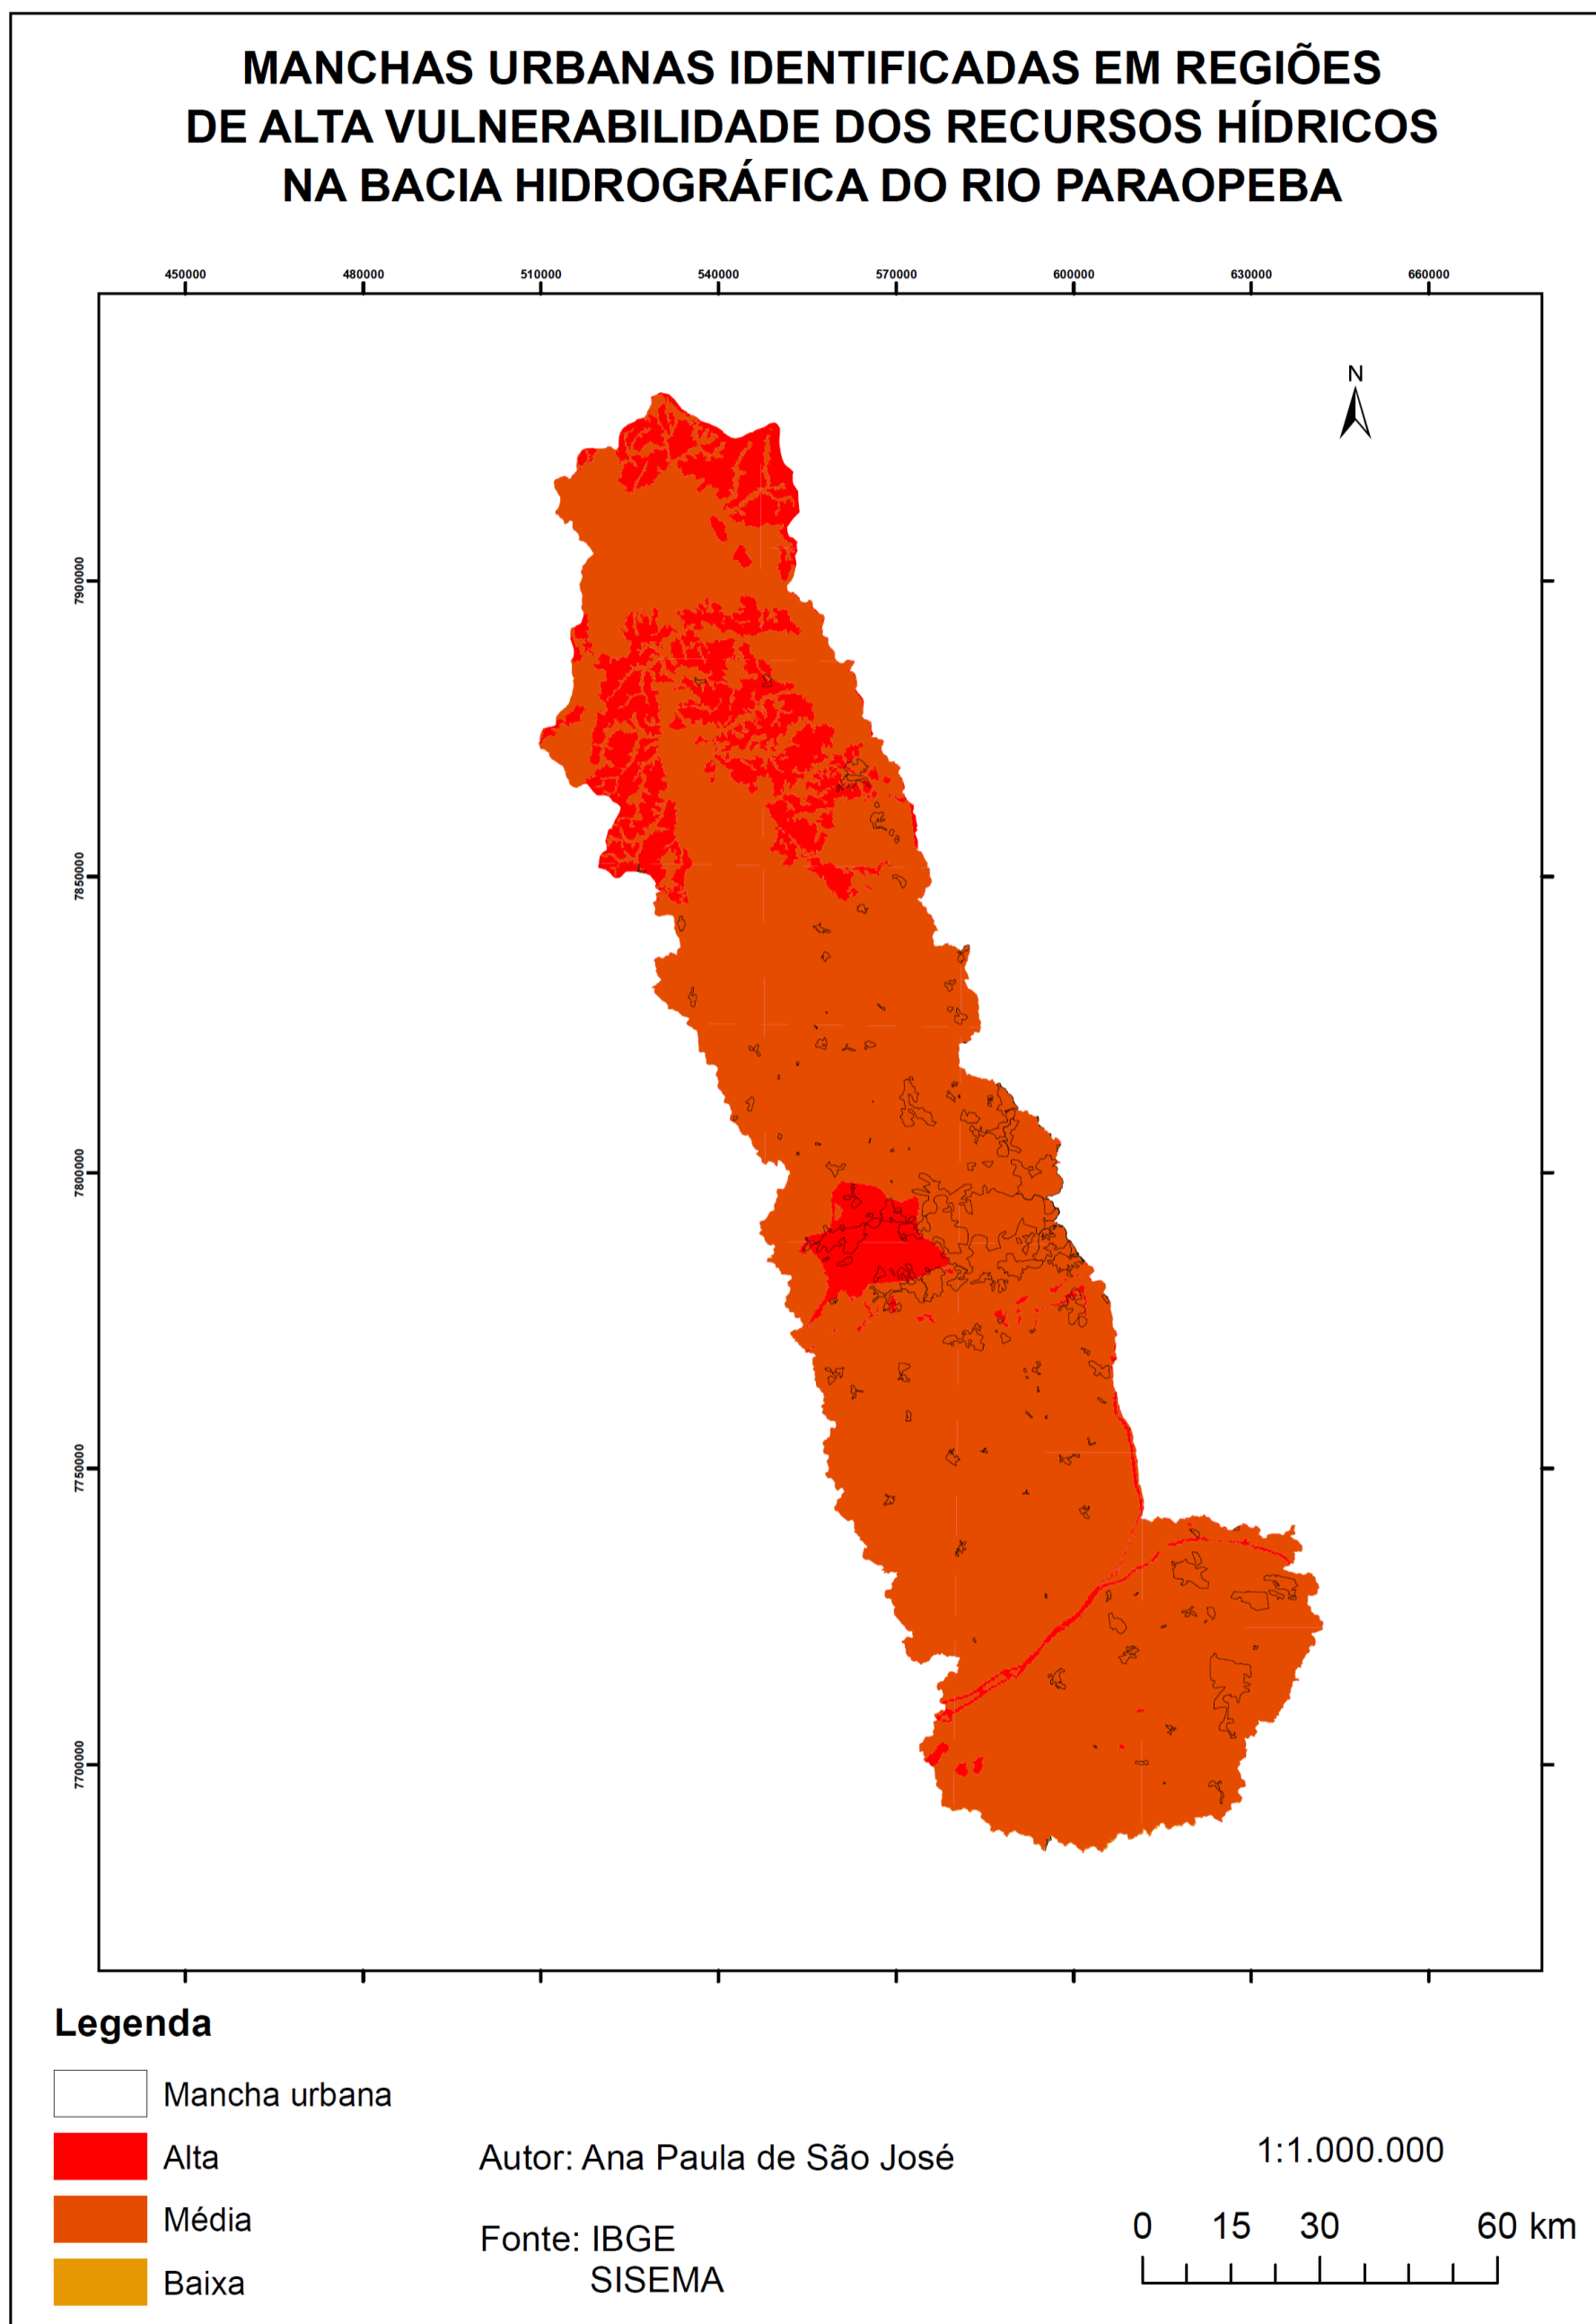 MANCHAS URBANAS IDENTIFICADAS EM REGIÕES
DE ALTA VULNERABILIDADE DOS RECURSOS HÍDRICOS
NA BACIA HIDROGRÁFICA DO RIO PARAOPEBA
450000 480000 510000 540000 570000 600000 630000 660000
N
7900000
7850000
7800000
7750000
7700000
Legenda
Mancha urbana
Alta
Média
Baixa
Autor: Ana Paula de São José
Fonte: IBGE
SISEMA
1:1.000.000
0 15 30 60 km